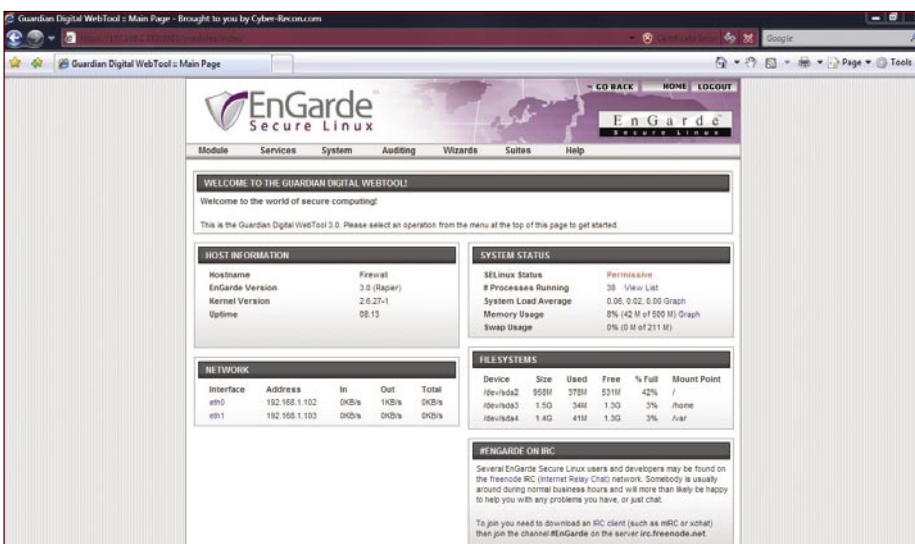 Guardian Digital WebTool :: Main Page - Brought to you by Cyber-Recon.com
Google
Guardian Digital WebTool :: Main Page
Page
Tools
EnGarde™
Secure Linux
GO BACK
HOME
LOGOUT
EnGarde
Secure Linux
Module Services System Auditing Wizards Suites Help
WELCOME TO THE GUARDIAN DIGITAL WEBTOOL!
Welcome to the world of secure computing!
This is the Guardian Digital WebTool 3.0. Please select an operation from the menu at the top of this page to get started.
HOST INFORMATION
Hostname Firewall
EnGarde Version 3.0 (Rapier)
Kernel Version 2.6.27-1
Uptime 08:13
NETWORK
Interface Address In Out Total
eth0 192.168.1.102 0KB/s 1KB/s 0KB/s
eth1 192.168.1.103 0KB/s 0KB/s 0KB/s
SYSTEM STATUS
SELinux Status Permissive
# Processes Running 38 View List
System Load Average 0.06, 0.02, 0.00 Graph
Memory Usage 8% (42 M of 500 M) Graph
Swap Usage 0% (0 M of 211 M)
FILESYSTEMS
Device Size Used Free % Full Mount Point
/dev/sda2 958M 378M 531M 42% /
/dev/sda3 1.5G 34M 1.3G 3% /home
/dev/sda4 1.4G 41M 1.3G 3% /var
#ENGARDE ON IRC
Several EnGarde Secure Linux users and developers may be found on
the freenode IRC (Internet Relay Chat) network. Somebody is usually
around during normal business hours and will more than likely be happy
to help you with any problems you have, or just chat.
To join you need to download an IRC client (such as mIRC or xchat)
then join the channel #EnGarde on the server irc.freenode.net.